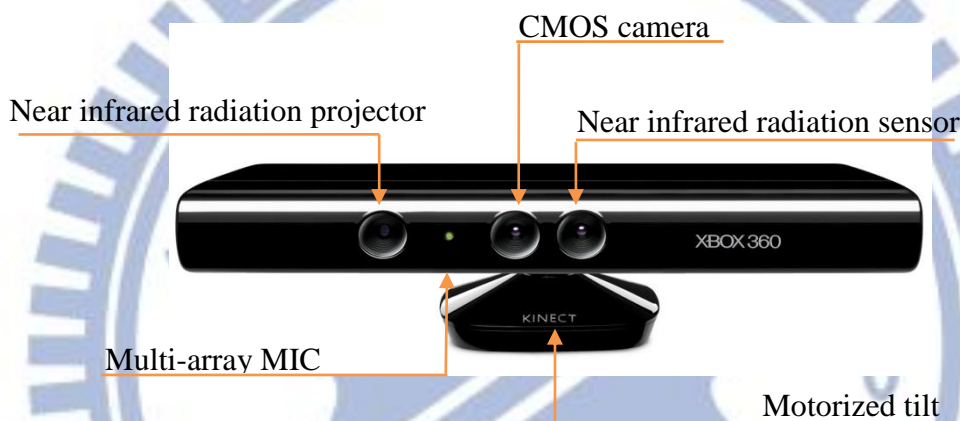 CMOS camera
Near infrared radiation projector
Near infrared radiation sensor
XBOX 360
KINECT
Multi-array MIC
Motorized tilt